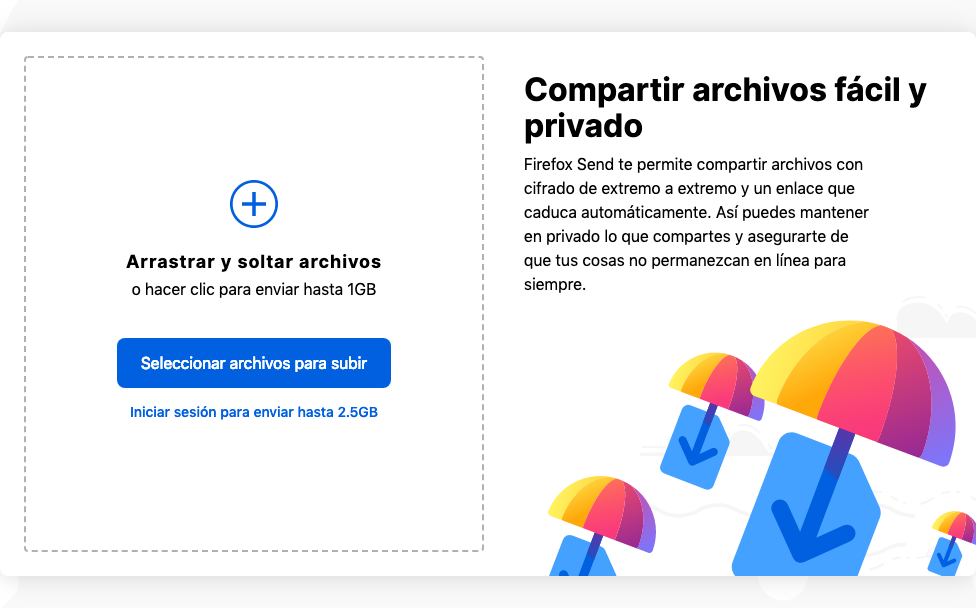 Arrastrar y soltar archivos
o hacer clic para enviar hasta 1GB
Seleccionar archivos para subir
Iniciar sesión para enviar hasta 2.5GB
Compartir archivos fácil y
privado
Firefox Send te permite compartir archivos con
cifrado de extremo a extremo y un enlace que
caduca automáticamente. Así puedes mantener
en privado lo que compartes y asegurarte de
que tus cosas no permanezcan en línea para
siempre.